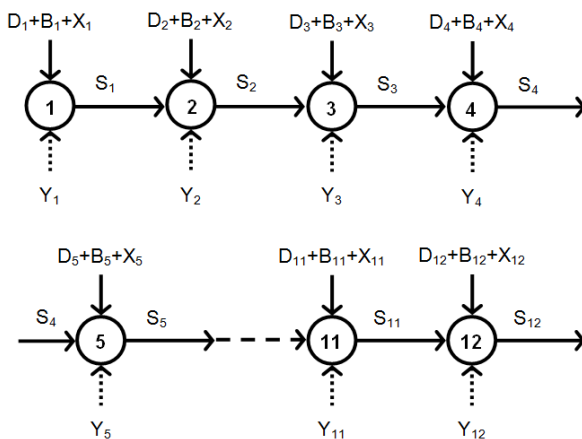 D₁+B₁+X₁ D₂+B₂+X₂ D₃+B₃+X₃ D₄+B₄+X₄
S₁ S₂ S₃ S₄
1 2 3 4
Y₁ Y₂ Y₃ Y₄
D₅+B₅+X₅ D₁₁+B₁₁+X₁₁ D₁₂+B₁₂+X₁₂
S₄ S₅ S₁₁ S₁₂
5 11 12
Y₅ Y₁₁ Y₁₂